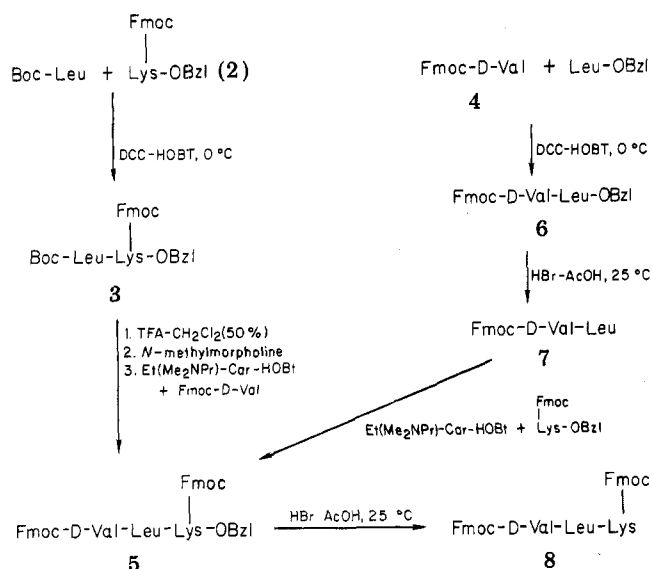 Fmoc
Boc-Leu + Lys-OBzl (2)
DCC-HOBT, 0 °C
Fmoc
Boc-Leu-Lys-OBzl
3
1. TFA-CH2Cl2(50%)
2. N-methylmorpholine
3. Et(Me2NPr)-Car-HOBt
+ Fmoc-D-Val
Fmoc-D-Val + Leu-OBzl
4
DCC-HOBT, 0 °C
Fmoc-D-Val-Leu-OBzl
6
HBr-AcOH, 25 °C
Fmoc-D-Val-Leu
7
Fmoc
Et(Me2NPr)-Car-HOBt + Lys-OBzl
Fmoc
Fmoc-D-Val-Leu-Lys-OBzl
5
HBr AcOH, 25 °C
Fmoc
Fmoc-D-Val-Leu-Lys
8